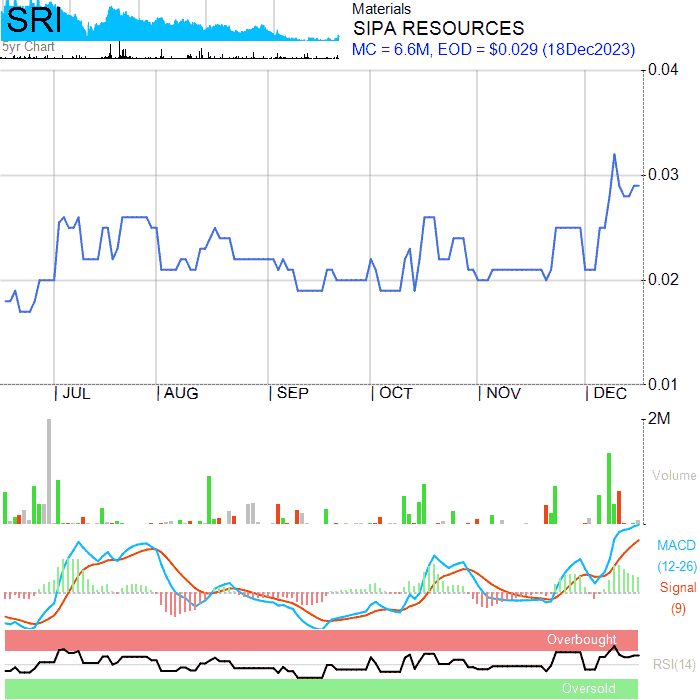 SRI
5yr Chart
Materials
SIPA RESOURCES
MC = 6.6M, EOD = $0.029 (18Dec2023)
0.04
0.03
0.02
0.01
JUL AUG SEP OCT NOV DEC
2M
Volume
MACD
(12-26)
Signal
(9)
Overbought
RSI(14)
Oversold